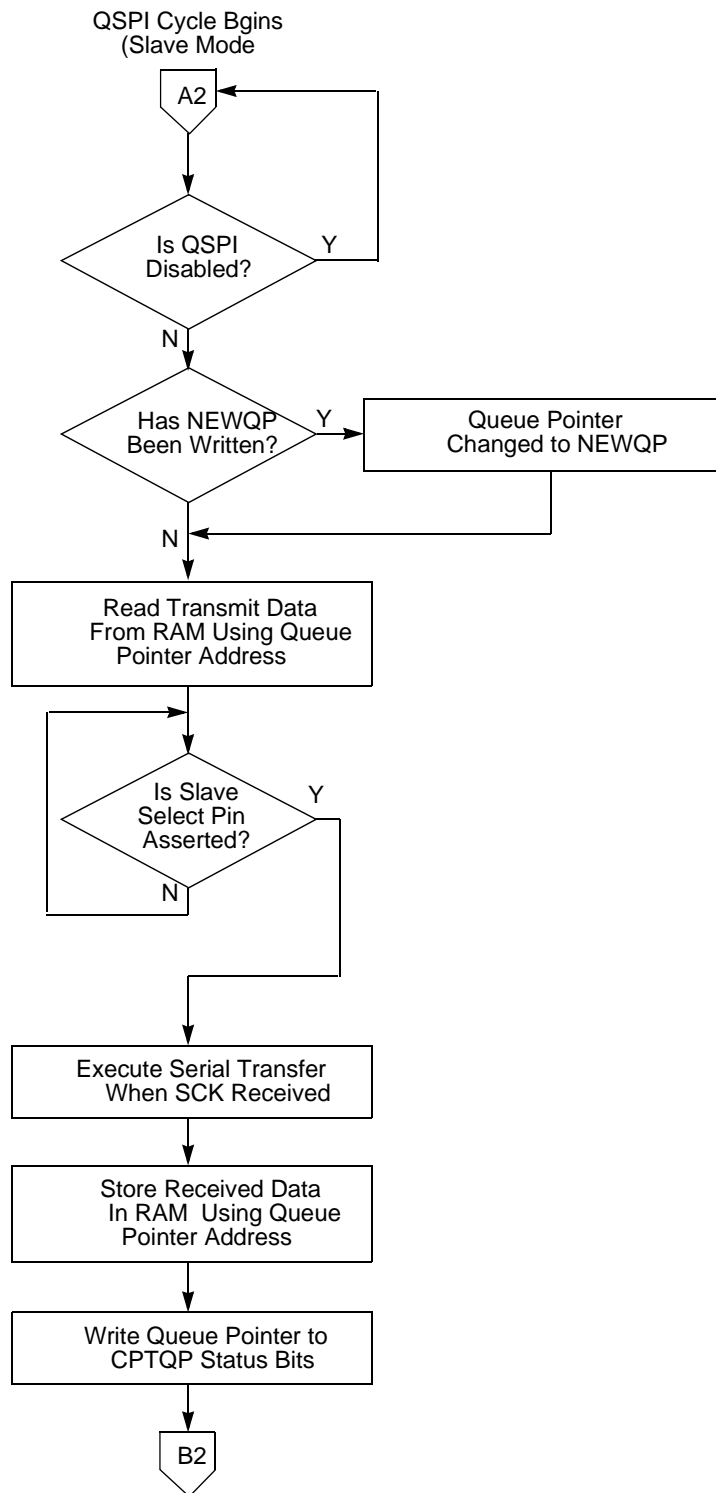 QSPI Cycle Bgins
(Slave Mode
A2
Is QSPI
Disabled?
Y
N
Has NEWQP
Been Written?
Y
Queue Pointer
Changed to NEWQP
N
Read Transmit Data
From RAM Using Queue
Pointer Address
Is Slave
Select Pin
Asserted?
Y
N
Execute Serial Transfer
When SCK Received
Store Received Data
In RAM Using Queue
Pointer Address
Write Queue Pointer to
CPTQP Status Bits
B2